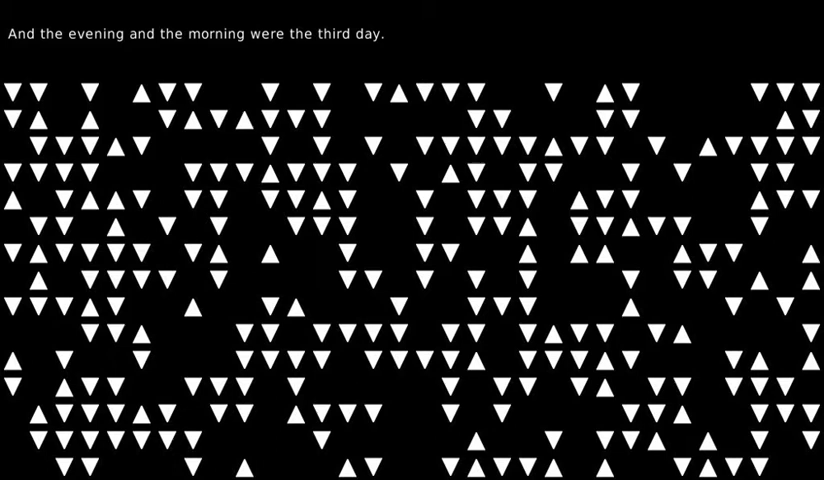 And the evening and the morning were the third day.